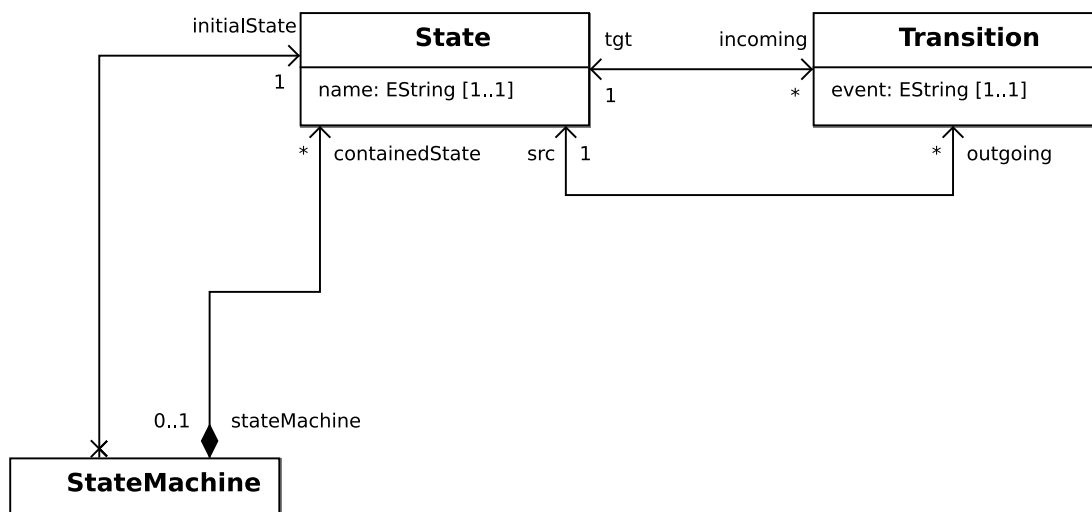 initialState
State
tgt
incoming
Transition
1
name: EString [1..1]
1
*
event: EString [1..1]
*
containedState
src
1
*
outgoing
0..1
stateMachine
StateMachine